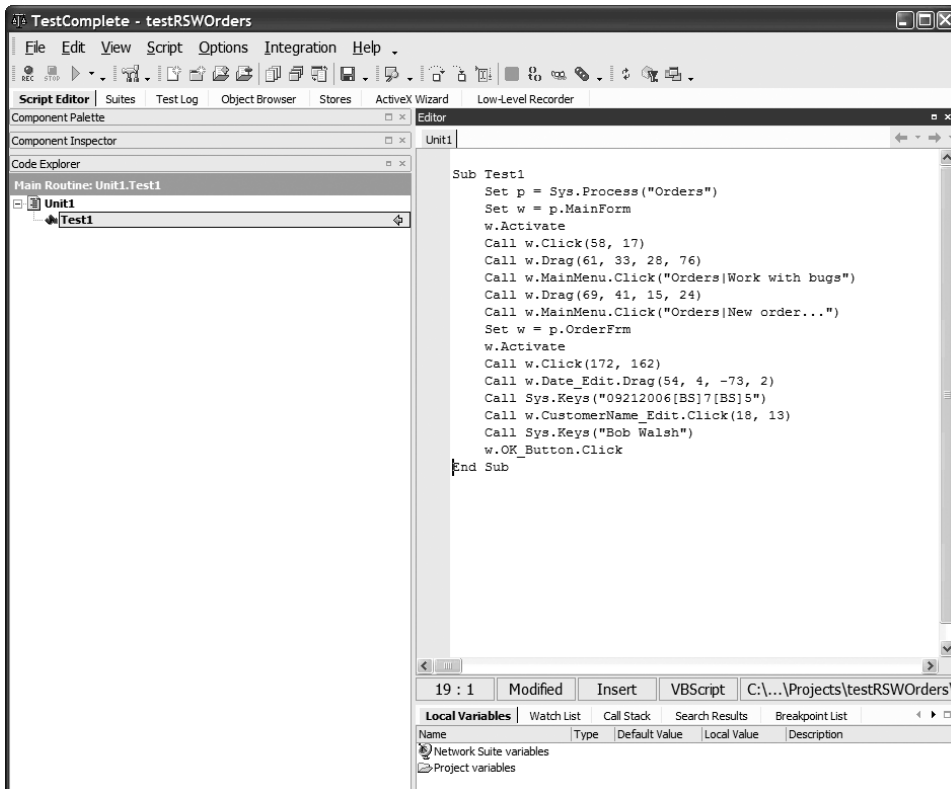 TestComplete - testRSWOrders
File Edit View Script Options Integration Help
REC STOP
Script Editor Suites Test Log Object Browser Stores ActiveX Wizard Low-Level Recorder
Component Palette
Component Inspector
Code Explorer
Main Routine: Unit1.Test1
Unit1
Test1
Editor
Unit1
Sub Test1
Set p = Sys.Process("Orders")
Set w = p.MainForm
w.Activate
Call w.Click(58, 17)
Call w.Drag(61, 33, 28, 76)
Call w.MainMenu.Click("Orders|Work with bugs")
Call w.Drag(69, 41, 15, 24)
Call w.MainMenu.Click("Orders|New order...")
Set w = p.OrderFrm
w.Activate
Call w.Click(172, 162)
Call w.Date_Edit.Drag(54, 4, -73, 2)
Call Sys.Keys("09212006[BS]7[BS]5")
Call w.CustomerName_Edit.Click(18, 13)
Call Sys.Keys("Bob Walsh")
w.OK_Button.Click
End Sub
19 : 1 Modified Insert VBScript C:\...\Projects\testRSWOrders\
Local Variables Watch List Call Stack Search Results Breakpoint List
Name Type Default Value Local Value Description
Network Suite variables
Project variables